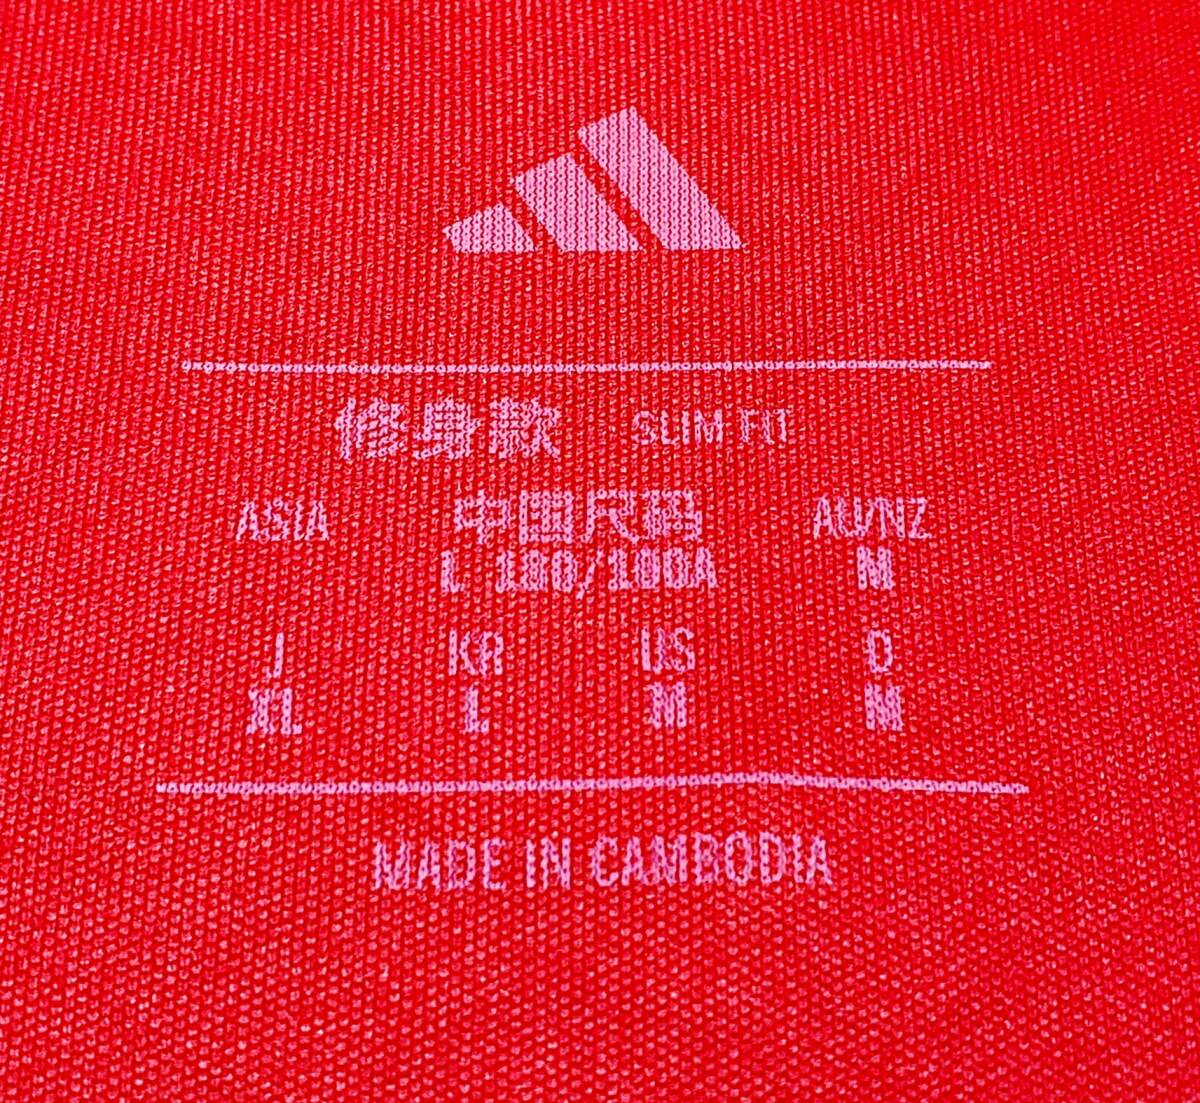 修身款 SLIM FIT
ASIA 中国尺码 AU/NZ
L 180/100A M
J KR US D
XL L M M
MADE IN CAMBODIA